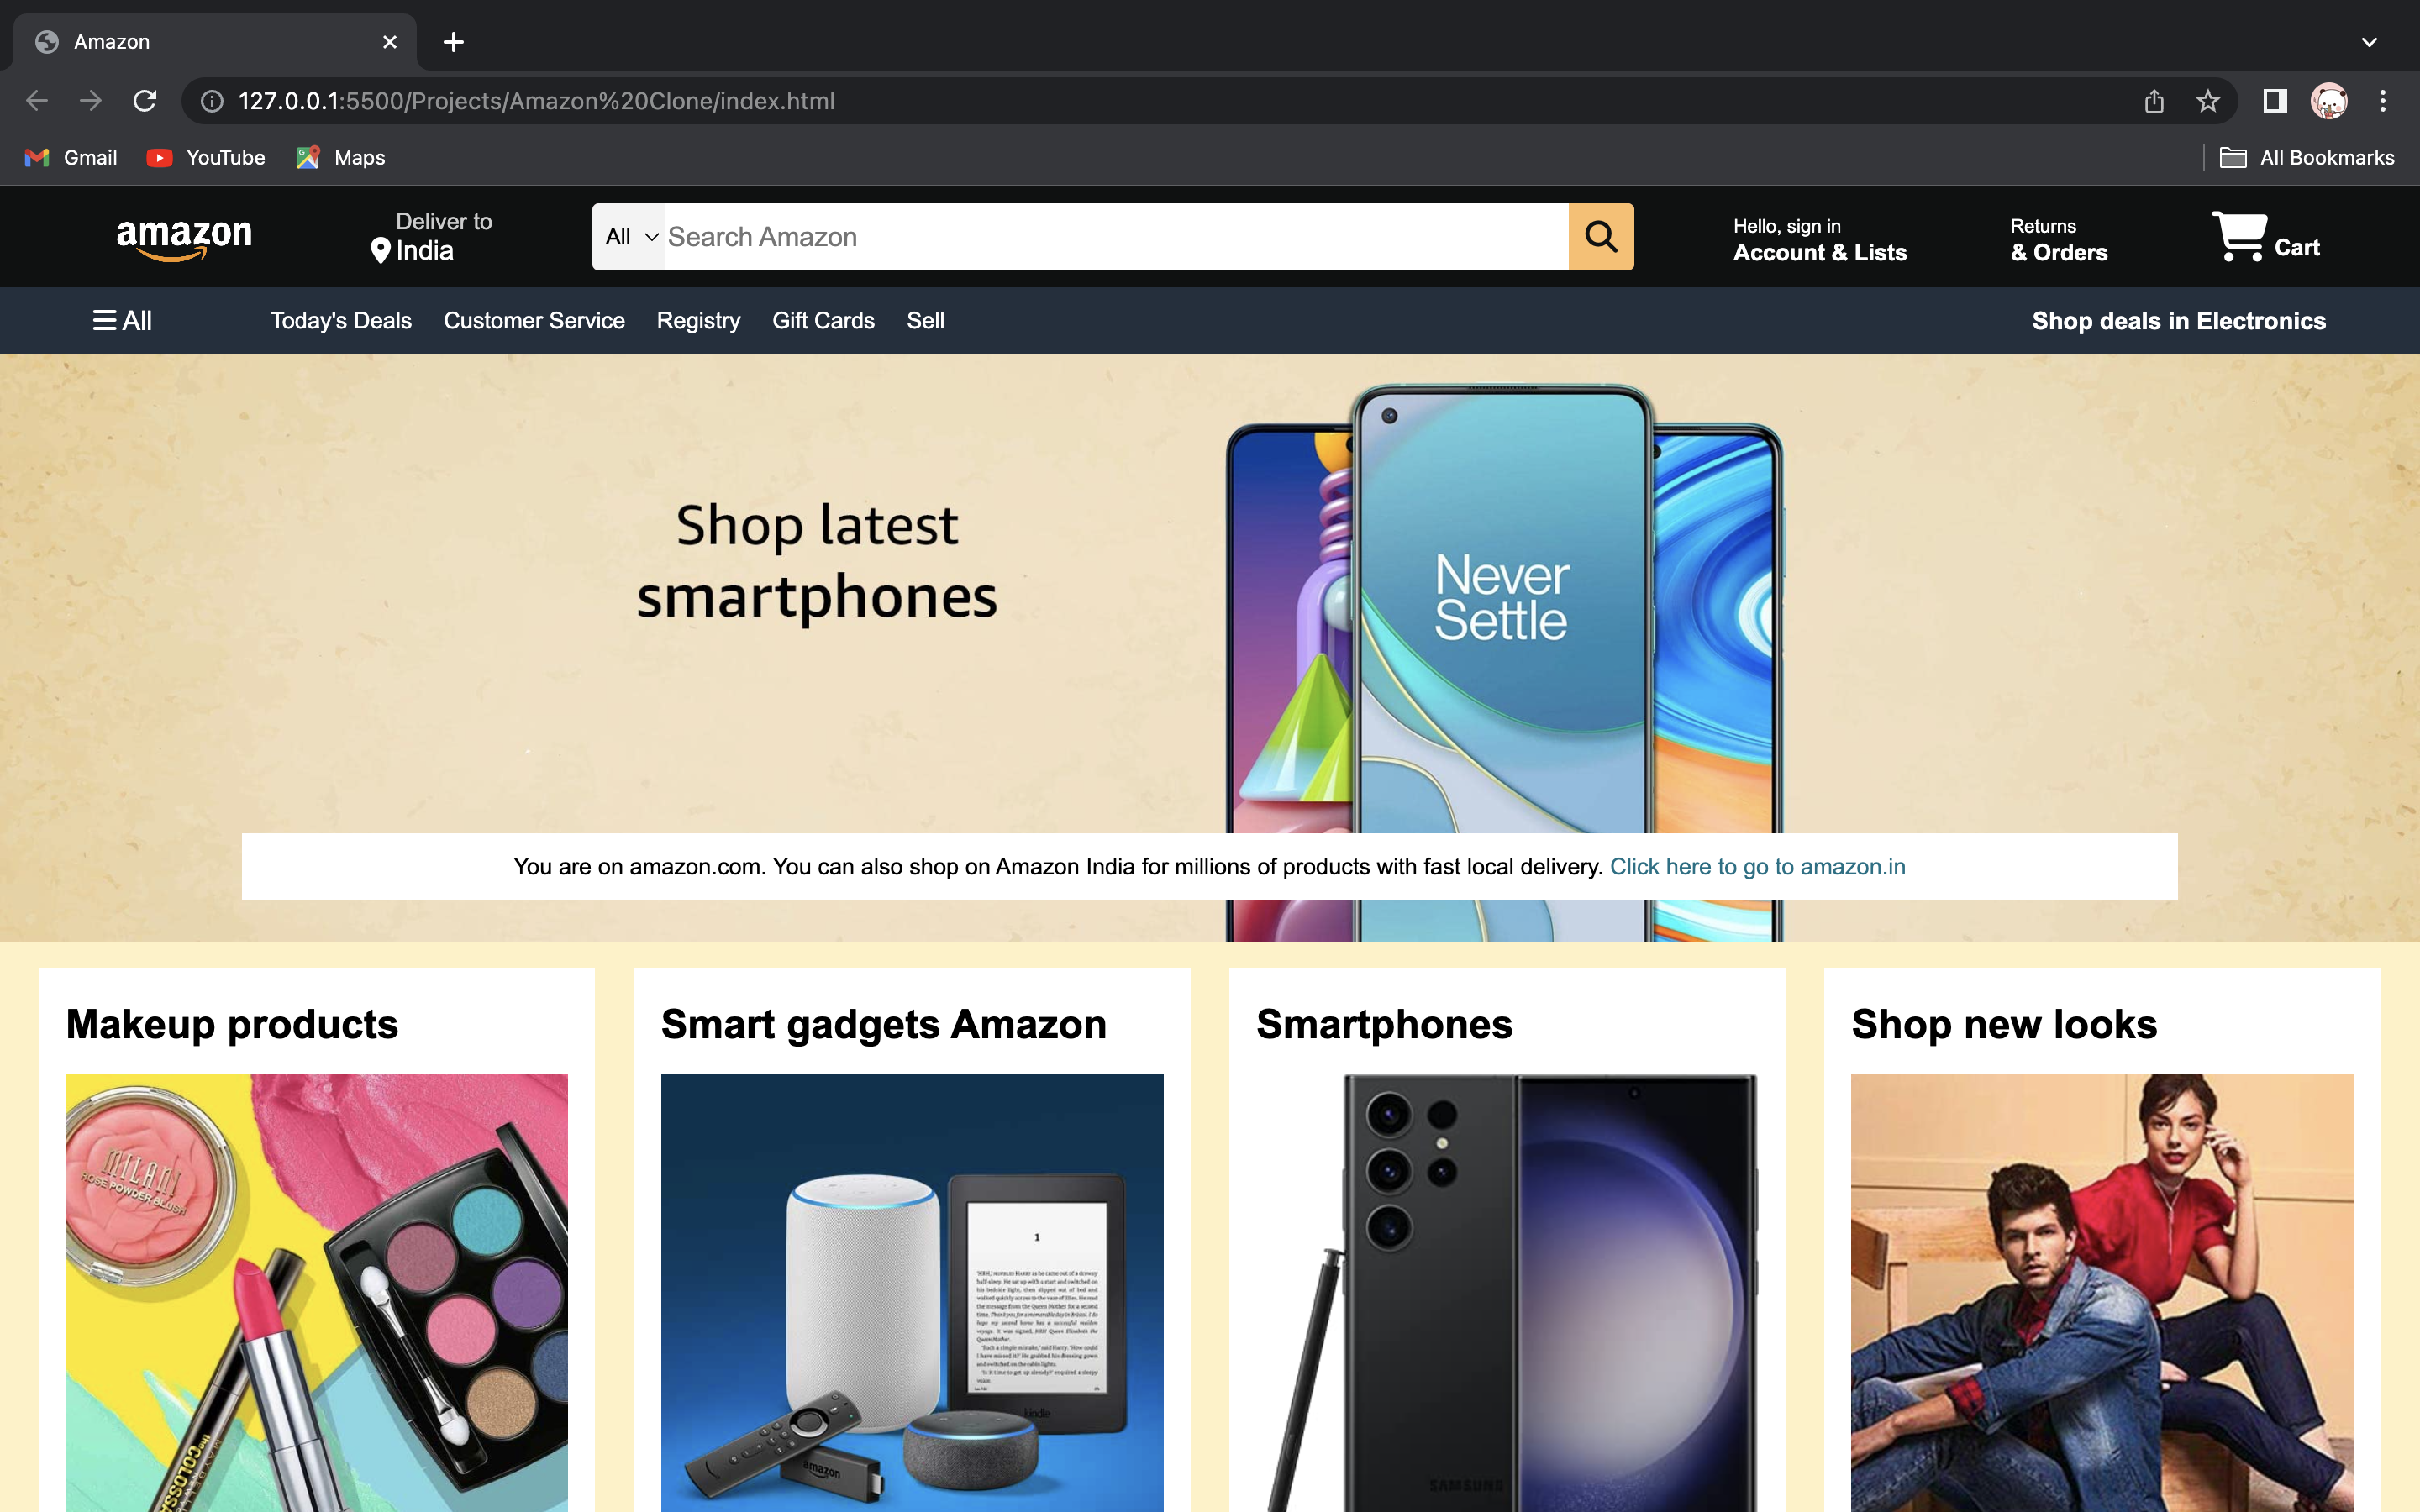 Amazon
127.0.0.1:5500/Projects/Amazon%20Clone/index.html
Gmail YouTube Maps All Bookmarks
amazon
Deliver to
India
All Search Amazon
Hello, sign in
Account & Lists
Returns
& Orders
Cart
All Today's Deals Customer Service Registry Gift Cards Sell Shop deals in Electronics
Shop latest
smartphones
Never
Settle
You are on amazon.com. You can also shop on Amazon India for millions of products with fast local delivery. Click here to go to amazon.in
Makeup products
Smart gadgets Amazon
Smartphones
Shop new looks
MILANI
ROSE POWDER BLUSH
1
kindle
amazon
SAMSUNG